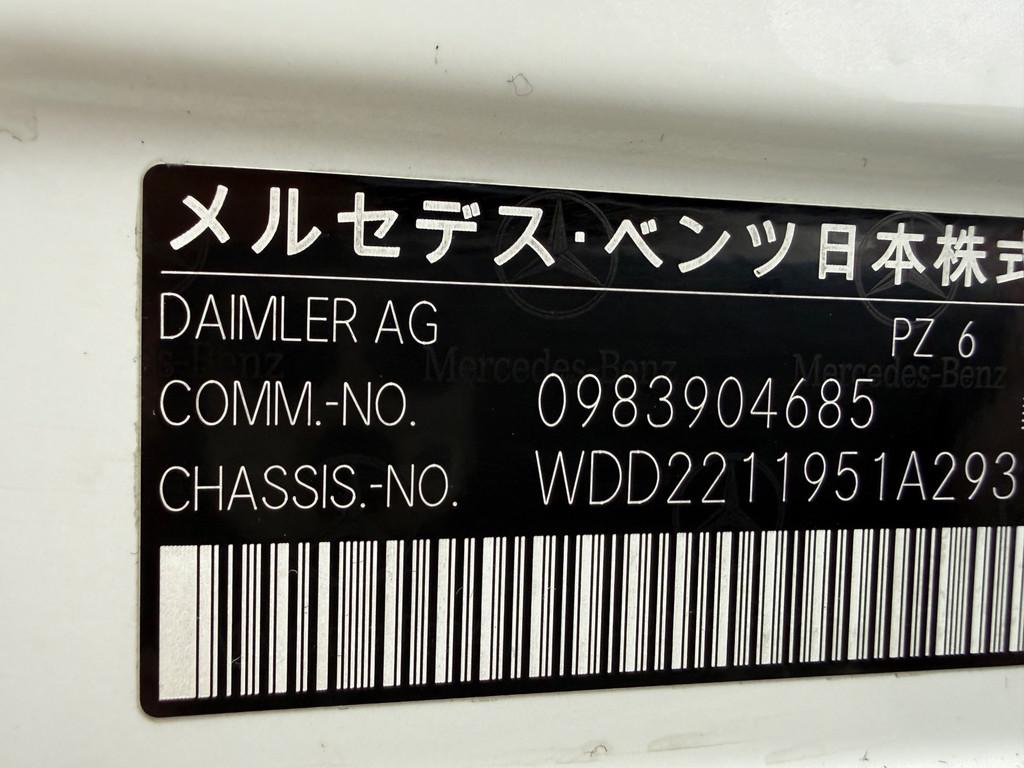 メルセデス・ベンツ日本株式
DAIMLER AG PZ 6
COMM.-NO. 0983904685
CHASSIS.-NO. WDD2211951A293